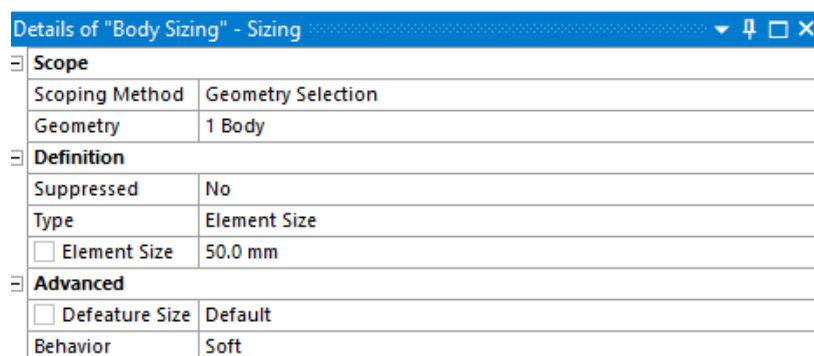 Details of "Body Sizing" - Sizing
Scope
Scoping Method Geometry Selection
Geometry 1 Body
Definition
Suppressed No
Type Element Size
Element Size 50.0 mm
Advanced
Defeature Size Default
Behavior Soft